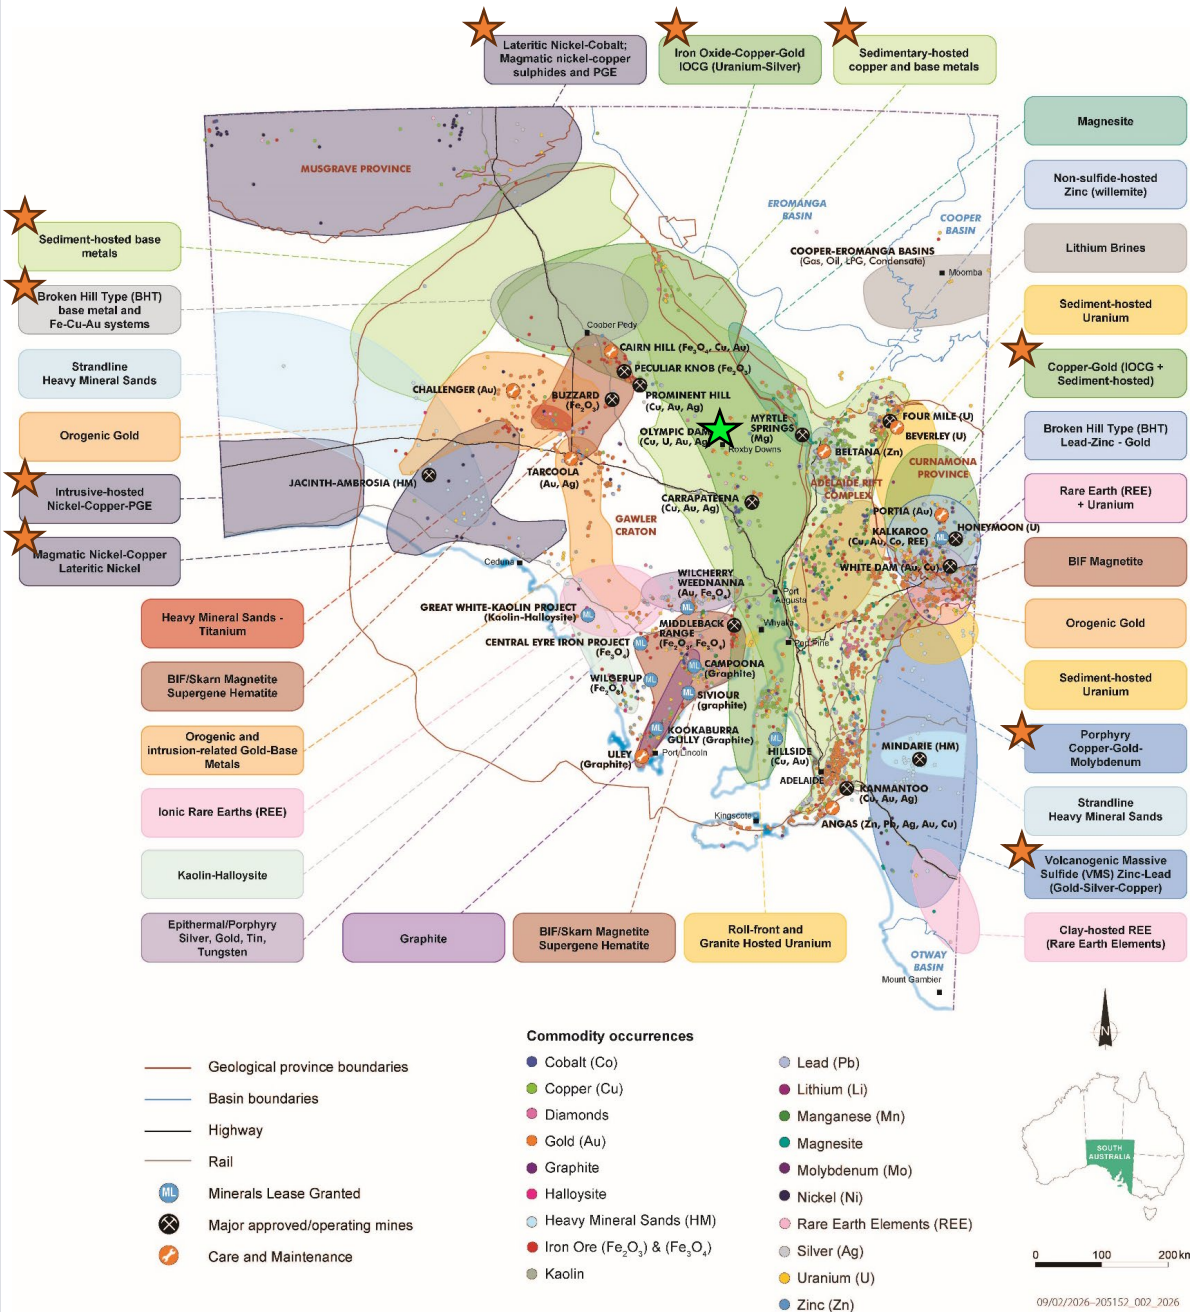 Lateritic Nickel-Cobalt;
Magmatic nickel-copper
sulphides and PGE
Iron Oxide-Copper-Gold
IOCG (Uranium-Silver)
Sedimentary-hosted
copper and base metals
Magnesite
Non-sulfide-hosted
Zinc (willemite)
Lithium Brines
Sediment-hosted
Uranium
Copper-Gold (IOCG +
Sediment-hosted)
Broken Hill Type (BHT)
Lead-Zinc - Gold
Rare Earth (REE)
+ Uranium
BIF Magnetite
Orogenic Gold
Sediment-hosted
Uranium
Porphyry
Copper-Gold-
Molybdenum
Strandline
Heavy Mineral Sands
Volcanogenic Massive
Sulfide (VMS) Zinc-Lead
(Gold-Silver-Copper)
Clay-hosted REE
(Rare Earth Elements)
Sediment-hosted base
metals
Broken Hill Type (BHT)
base metal and
Fe-Cu-Au systems
Strandline
Heavy Mineral Sands
Orogenic Gold
Intrusive-hosted
Nickel-Copper-PGE
Magmatic Nickel-Copper
Lateritic Nickel
Heavy Mineral Sands -
Titanium
BIF/Skarn Magnetite
Supergene Hematite
Orogenic and
intrusion-related Gold-Base
Metals
Ionic Rare Earths (REE)
Kaolin-Halloysite
Epithermal/Porphyry
Silver, Gold, Tin,
Tungsten
Graphite
BIF/Skarn Magnetite
Supergene Hematite
Roll-front and
Granite Hosted Uranium
MUSGRAVE PROVINCE
EROMANGA
BASIN
COOPER
BASIN
COOPER-EROMANGA BASINS
(Gas, Oil, LPG, Condensate)
Moomba
Coober Pedy
CAIRN HILL (Fe₃O₄, Cu, Au)
PECULIAR KNOB (Fe₂O₃)
CHALLENGER (Au)
BUZZARD
(Fe₂O₃)
PROMINENT HILL
(Cu, Au, Ag)
OLYMPIC DAM
(Cu, U, Au, Ag)
Roxby Downs
MYRTLE
SPRINGS
(Mg)
FOUR MILE (U)
BEVERLEY (U)
BELTANA (Zn)
CURNAMONA
PROVINCE
ADELAIDE RIFT
COMPLEX
TARCOOLA
(Au, Ag)
JACINTH-AMBROSIA (HM)
CARRAPATEENA
(Cu, Au, Ag)
GAWLER
CRATON
PORTIA (Au)
HONEYMOON (U)
KALKAROO
(Cu, Au, Co, REE)
WHITE DAM (Au, Cu)
Ceduna
WILCHERRY
WEEDNANNA
(Au, Fe₃O₄)
Port
Augusta
GREAT WHITE-KAOLIN PROJECT
(Kaolin-Halloysite)
MIDDLEBACK
RANGE
(Fe₂O₃, Fe₃O₄)
Whyalla
Port Pirie
CENTRAL EYRE IRON PROJECT
(Fe₃O₄)
CAMPOONA
(Graphite)
WILGERUP
(Fe₂O₃)
SIVIOUR
(graphite)
KOOKABURRA
GULLY (Graphite)
ULEY
(Graphite)
Port Lincoln
HILLSIDE
(Cu, Au)
ADELAIDE
MINDARIE (HM)
KANMANTOO
(Cu, Au, Ag)
ANGAS (Zn, Pb, Ag, Au, Cu)
Kingscote
OTWAY
BASIN
Mount Gambier
ML
ML
ML
ML
ML
ML
ML
ML
ML
Geological province boundaries
Basin boundaries
Highway
Rail
ML Minerals Lease Granted
Major approved/operating mines
Care and Maintenance
Commodity occurrences
Cobalt (Co)
Copper (Cu)
Diamonds
Gold (Au)
Graphite
Halloysite
Heavy Mineral Sands (HM)
Iron Ore (Fe₂O₃) & (Fe₃O₄)
Kaolin
Lead (Pb)
Lithium (Li)
Manganese (Mn)
Magnesite
Molybdenum (Mo)
Nickel (Ni)
Rare Earth Elements (REE)
Silver (Ag)
Uranium (U)
Zinc (Zn)
N
SOUTH
AUSTRALIA
0 100 200 km
09/02/2026-205152_002_2026